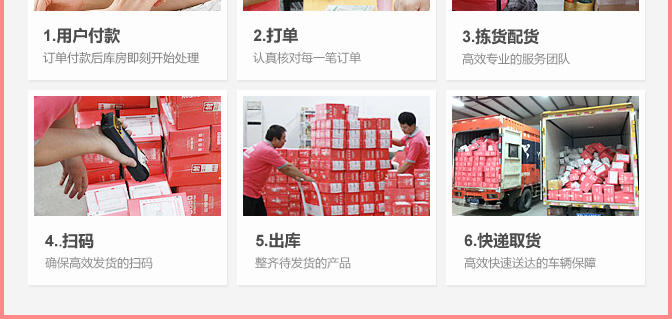 1.用户付款
订单付款后库房即刻开始处理
2.打单
认真核对每一笔订单
3.拣货配货
高效专业的服务团队
4..扫码
确保高效发货的扫码
5.出库
整齐待发货的产品
6.快递取货
高效快速送达的车辆保障